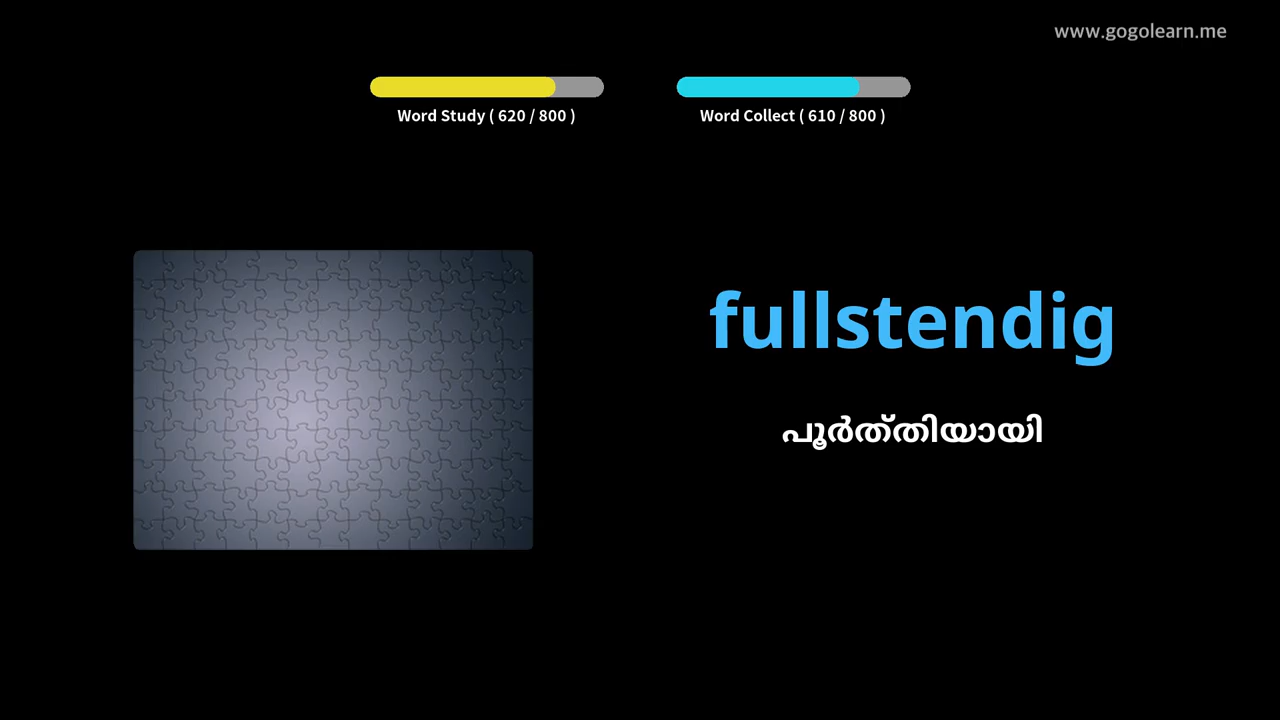 www.gogolearn.me
Word Study ( 620 / 800 )
Word Collect ( 610 / 800 )
fullstendig
പൂർത്തിയായി